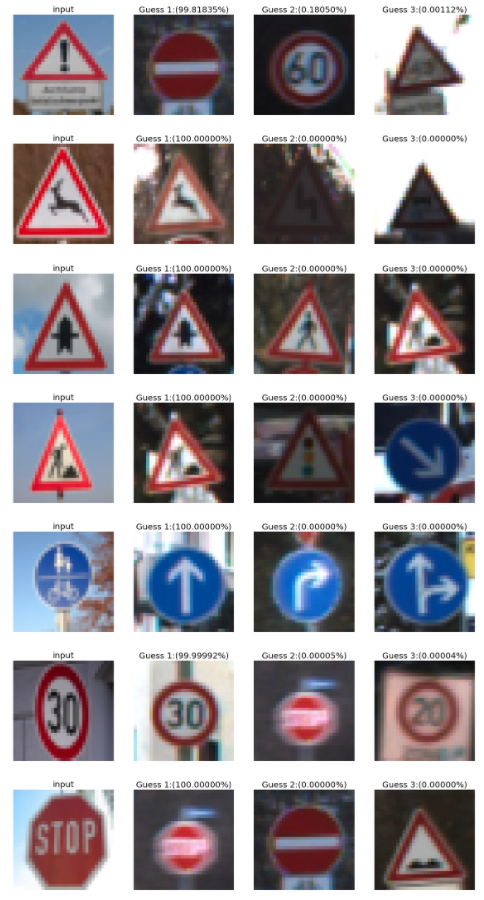 input Guess 1:(99.81835%) Guess 2:(0.18050%) Guess 3:(0.00112%)
Achtung
60
input Guess 1:(100.00000%) Guess 2:(0.00000%) Guess 3:(0.00000%)
input Guess 1:(100.00000%) Guess 2:(0.00000%) Guess 3:(0.00000%)
input Guess 1:(100.00000%) Guess 2:(0.00000%) Guess 3:(0.00000%)
input Guess 1:(100.00000%) Guess 2:(0.00000%) Guess 3:(0.00000%)
input Guess 1:(99.99992%) Guess 2:(0.00005%) Guess 3:(0.00004%)
30 30 STOP 20
input Guess 1:(100.00000%) Guess 2:(0.00000%) Guess 3:(0.00000%)
STOP STOP